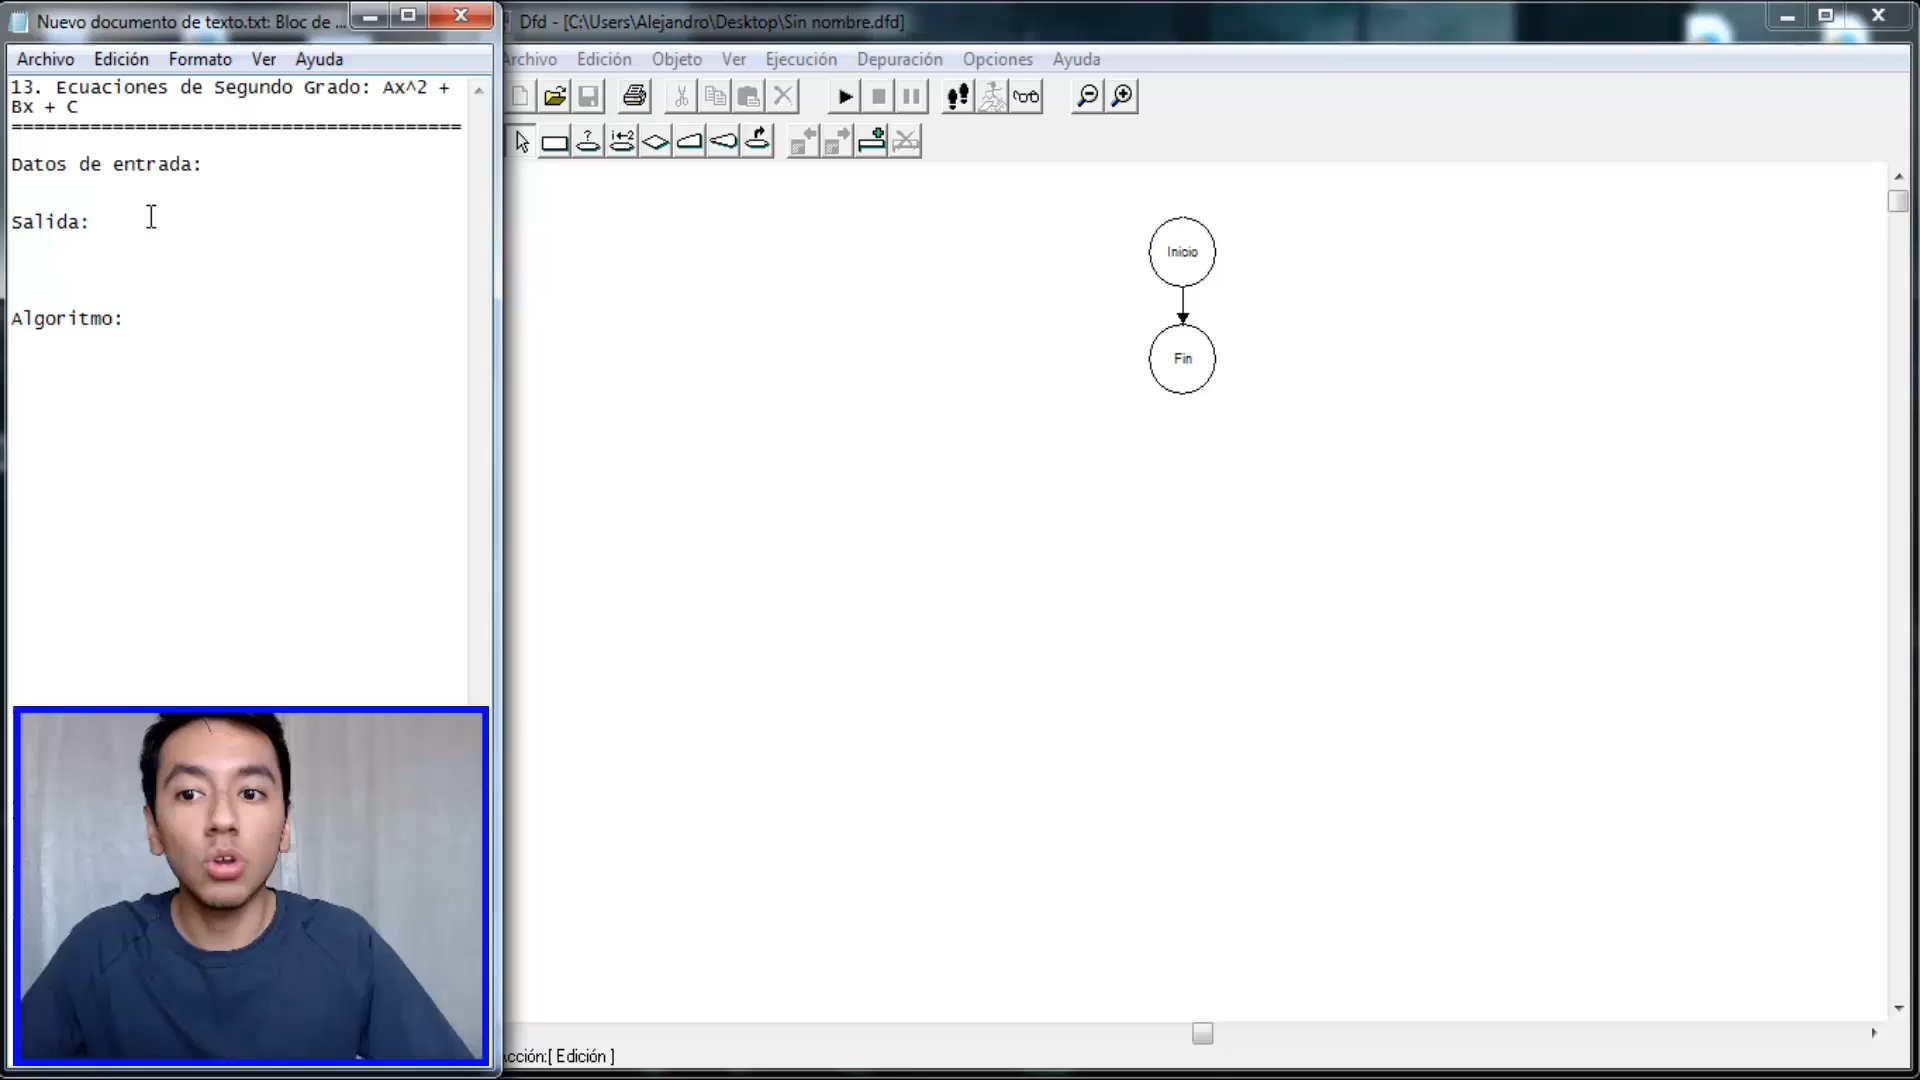 Nuevo documento de texto.txt: Bloc de ...
Archivo Edición Formato Ver Ayuda
13. Ecuaciones de Segundo Grado: Ax^2 +
Bx + C
========================================
Datos de entrada:
Salida:
Algoritmo:
Dfd - [C:\Users\Alejandro\Desktop\Sin nombre.dfd]
rchivo Edición Objeto Ver Ejecución Depuración Opciones Ayuda
Inicio
Fin
cción:[ Edición ]